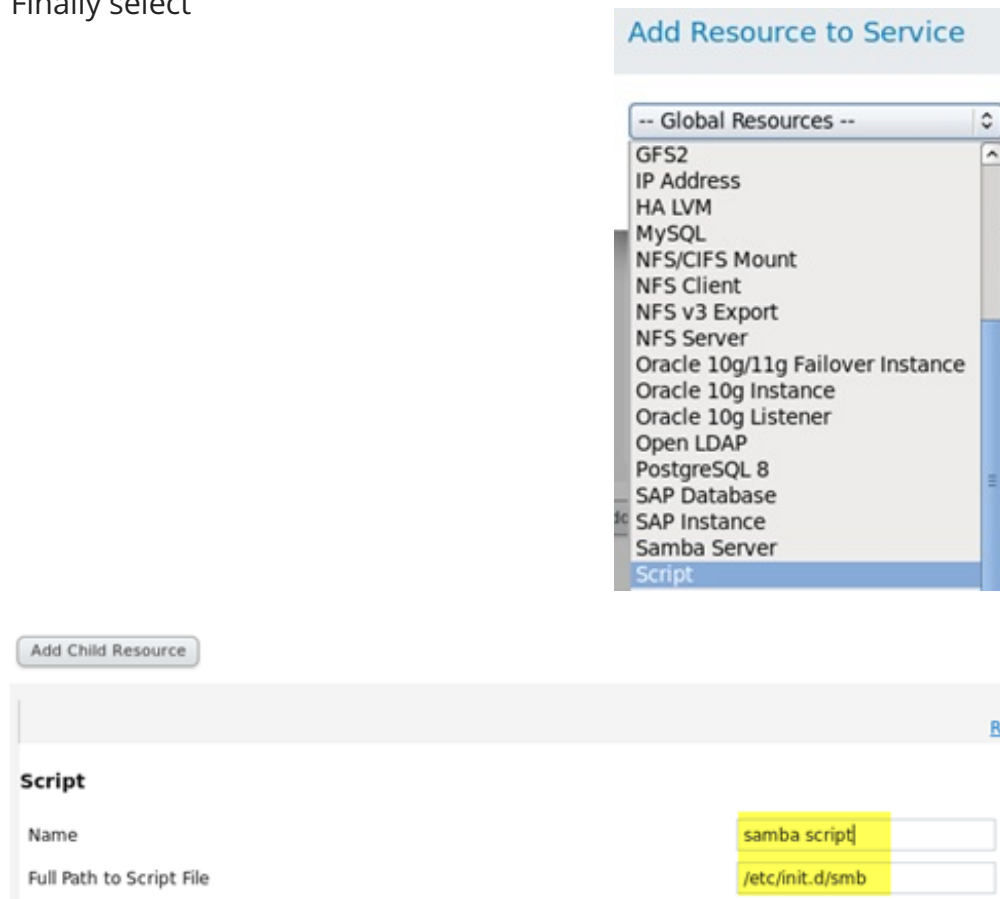 Finally select
Add Resource to Service
-- Global Resources --
GFS2
IP Address
HA LVM
MySQL
NFS/CIFS Mount
NFS Client
NFS v3 Export
NFS Server
Oracle 10g/11g Failover Instance
Oracle 10g Instance
Oracle 10g Listener
Open LDAP
PostgreSQL 8
SAP Database
SAP Instance
Samba Server
Script
Add Child Resource
Script
Name
samba script
Full Path to Script File
/etc/init.d/smb